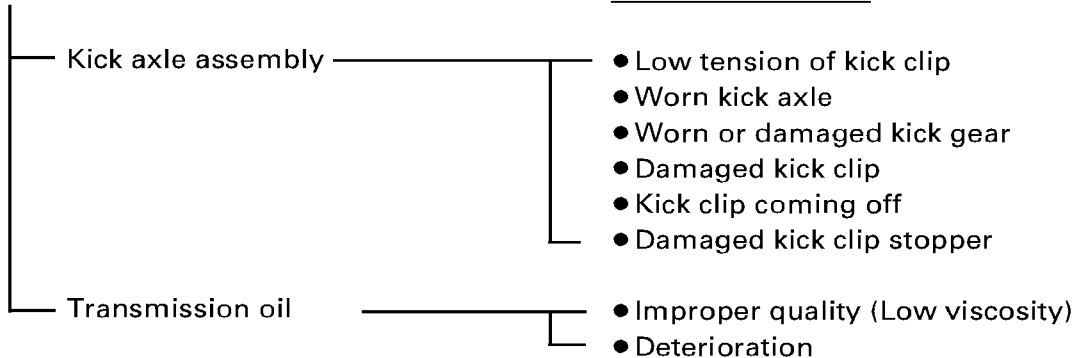 Kick axle assembly
● Low tension of kick clip
● Worn kick axle
● Worn or damaged kick gear
● Damaged kick clip
● Kick clip coming off
● Damaged kick clip stopper
Transmission oil
● Improper quality (Low viscosity)
● Deterioration